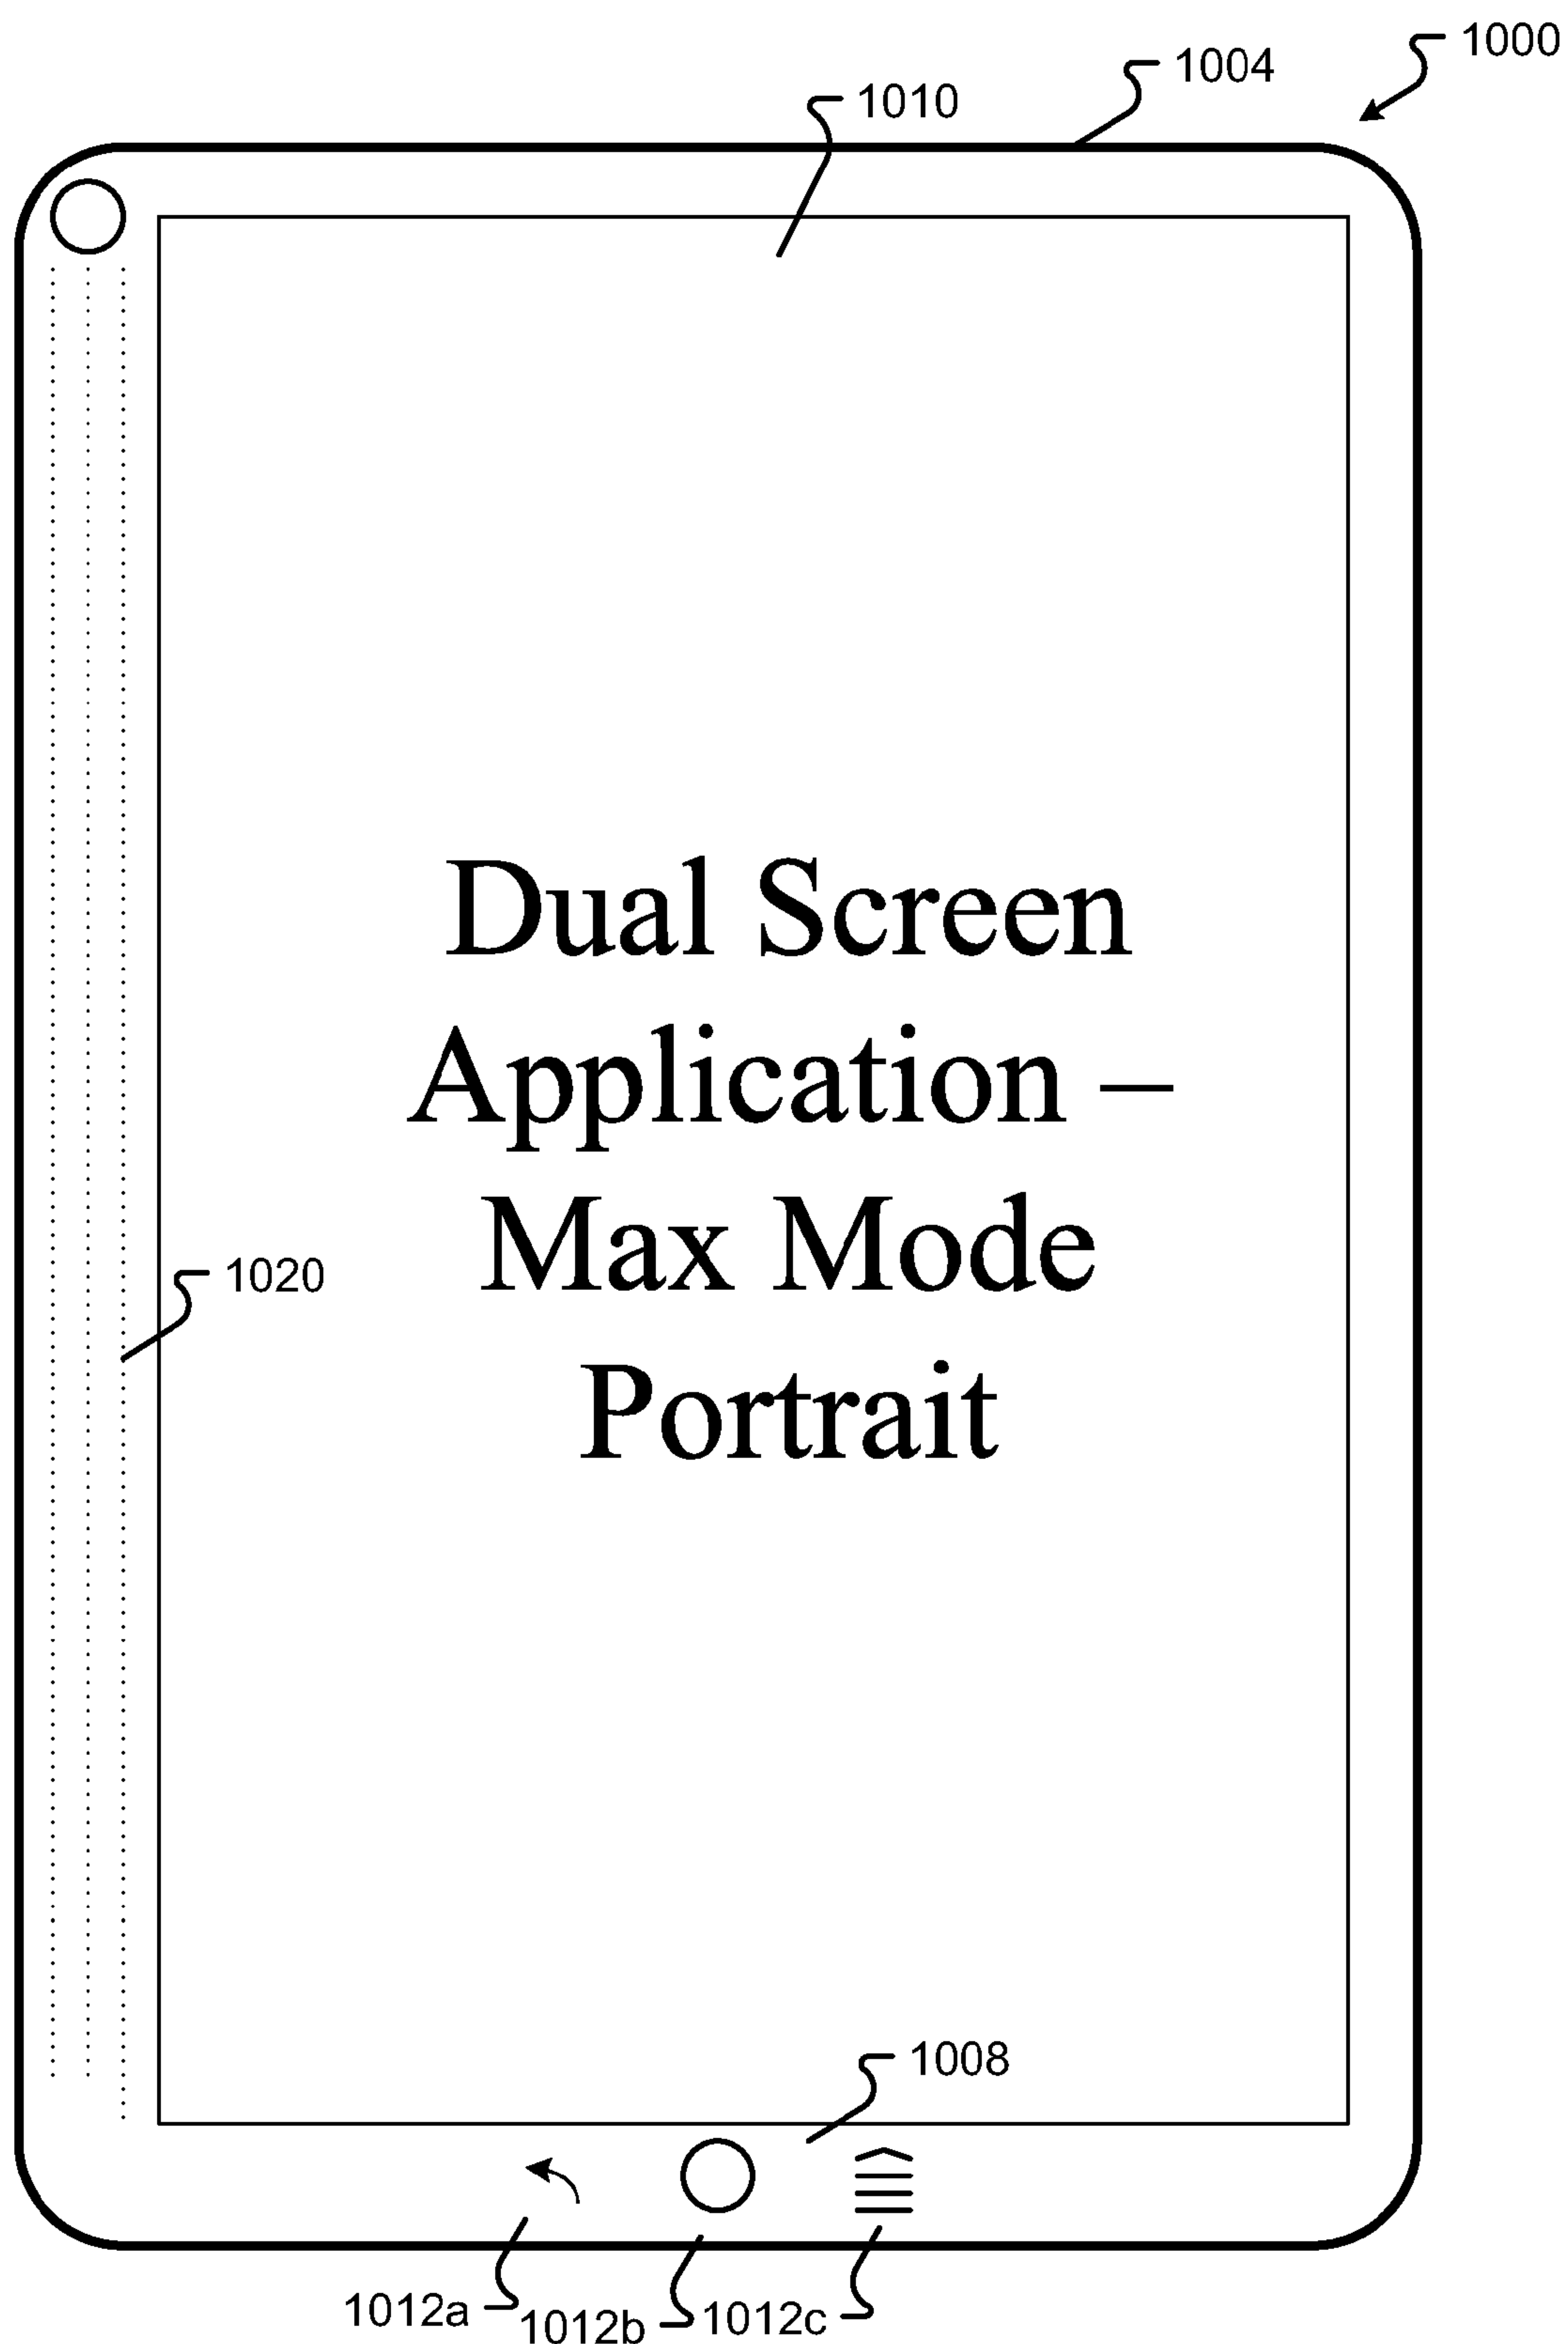 1000
1004
1010
Dual Screen
Application –
Max Mode
Portrait
1020
1008
1012a
1012b
1012c